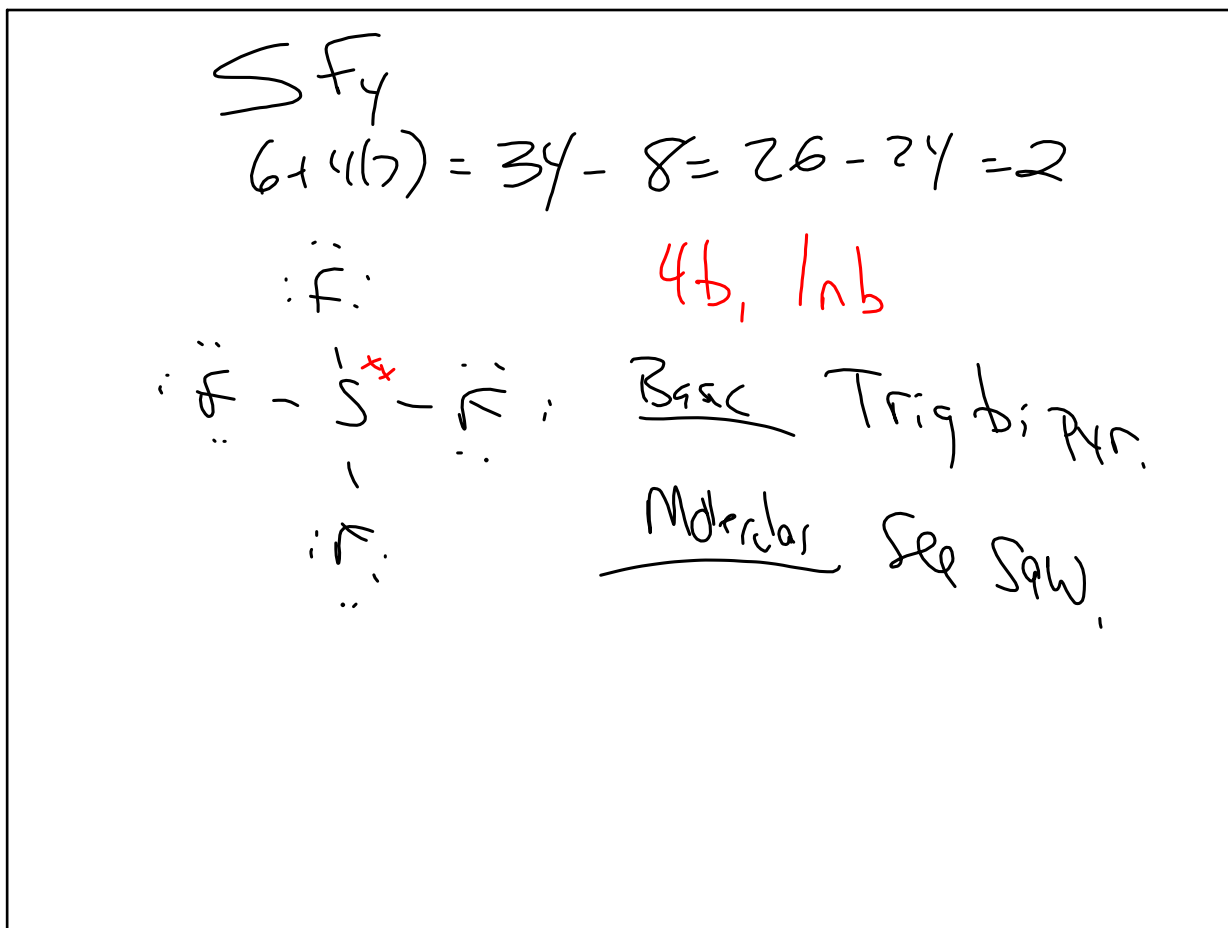 SF4
6+4(7) = 34 - 8 = 26 - 24 = 2
4b, 1nb
:F:
:F - S - F:
Basic Trig bi pyr.
Molecular See Saw.
:F: